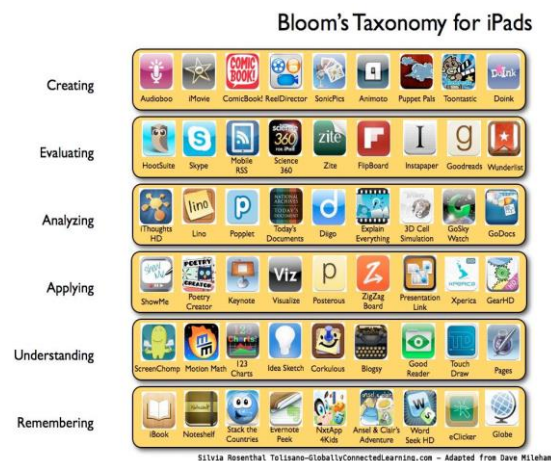 Bloom's Taxonomy for iPads
Creating
Audioboo iMovie ComicBook! ReelDirector SonicPics Animoto Puppet Pals Toontastic Doink
Evaluating
HootSuite Skype Mobile RSS Science 360 Zite FlipBoard Instapaper Goodreads Wunderlist
Analyzing
iThoughts HD Lino Popplet Today's Documents Diigo Explain Everything 3D Cell Simulation GoSky Watch GoDocs
Applying
ShowMe Poetry Creator Keynote Visualize Posterous ZigZag Board Presentation Link Xperica GearHD
Understanding
ScreenChomp Motion Math 123 Charts Idea Sketch Corkulous Blogsy Good Reader Touch Draw Pages
Remembering
iBook Noteshelf Stack the Countries Evernote Peek NxtApp 4Kids Ansel & Clair's Adventure Word Seek HD eClicker Globe
Silvia Rosenthal Tolisano-GloballyConnectedLearning.com - Adapted from Dave Mileham